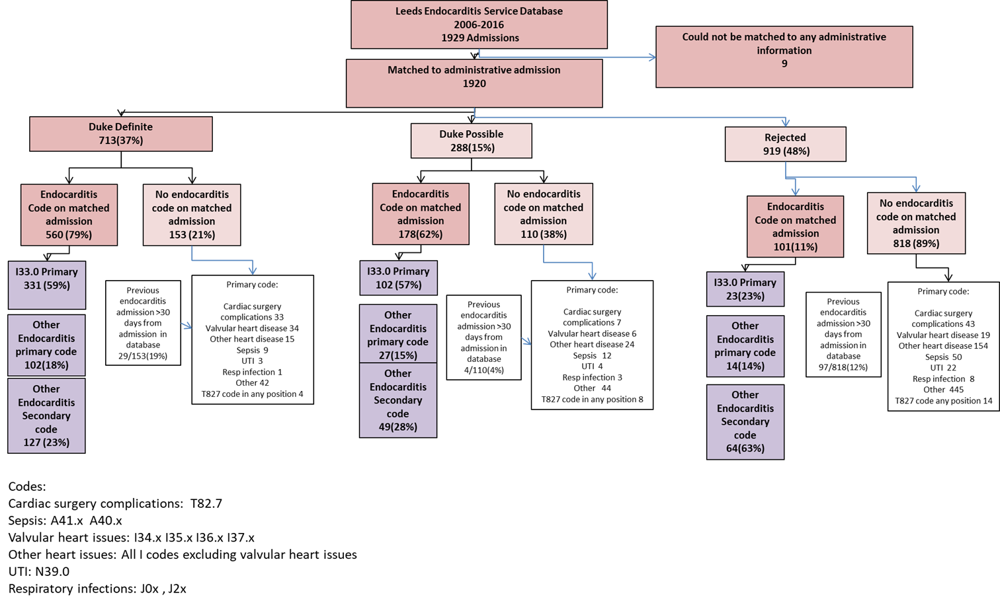 Leeds Endocarditis Service Database
2006-2016
1929 Admissions
Could not be matched to any administrative
information
9
Matched to administrative admission
1920
Duke Definite
713(37%)
Duke Possible
288(15%)
Rejected
919 (48%)
Endocarditis
Code on matched
admission
560 (79%)
No endocarditis
code on matched
admission
153 (21%)
Endocarditis
Code on matched
admission
178(62%)
No endocarditis
code on matched
admission
110 (38%)
Endocarditis
Code on matched
admission
101(11%)
No endocarditis
code on matched
admission
818 (89%)
I33.0 Primary
331 (59%)
Other
Endocarditis
primary code
102(18%)
Other
Endocarditis
Secondary
code
127 (23%)
Previous
endocarditis
admission >30
days from
admission in
database
29/153(19%)
Primary code:
Cardiac surgery
complications 33
Valvular heart disease 34
Other heart disease 15
Sepsis 9
UTI 3
Resp infection 1
Other 42
T827 code in any position 4
I33.0 Primary
102 (57%)
Other
Endocarditis
primary code
27(15%)
Other
Endocarditis
Secondary
code
49(28%)
Previous
endocarditis
admission >30
days from
admission in
database
4/110(4%)
Primary code:
Cardiac surgery
complications 7
Valvular heart disease 6
Other heart disease 24
Sepsis 12
UTI 4
Resp infection 3
Other 44
T827 code in any position 8
I33.0 Primary
23(23%)
Other
Endocarditis
primary code
14(14%)
Other
Endocarditis
Secondary
code
64(63%)
Previous
endocarditis
admission >30
days from
admission in
database
97/818(12%)
Primary code:
Cardiac surgery
complications 43
Valvular heart disease 19
Other heart disease 154
Sepsis 50
UTI 22
Resp infection 8
Other 445
T827 code any position 14
Codes:
Cardiac surgery complications: T82.7
Sepsis: A41.x A40.x
Valvular heart issues: I34.x I35.x I36.x I37.x
Other heart issues: All I codes excluding valvular heart issues
UTI: N39.0
Respiratory infections: J0x , J2x